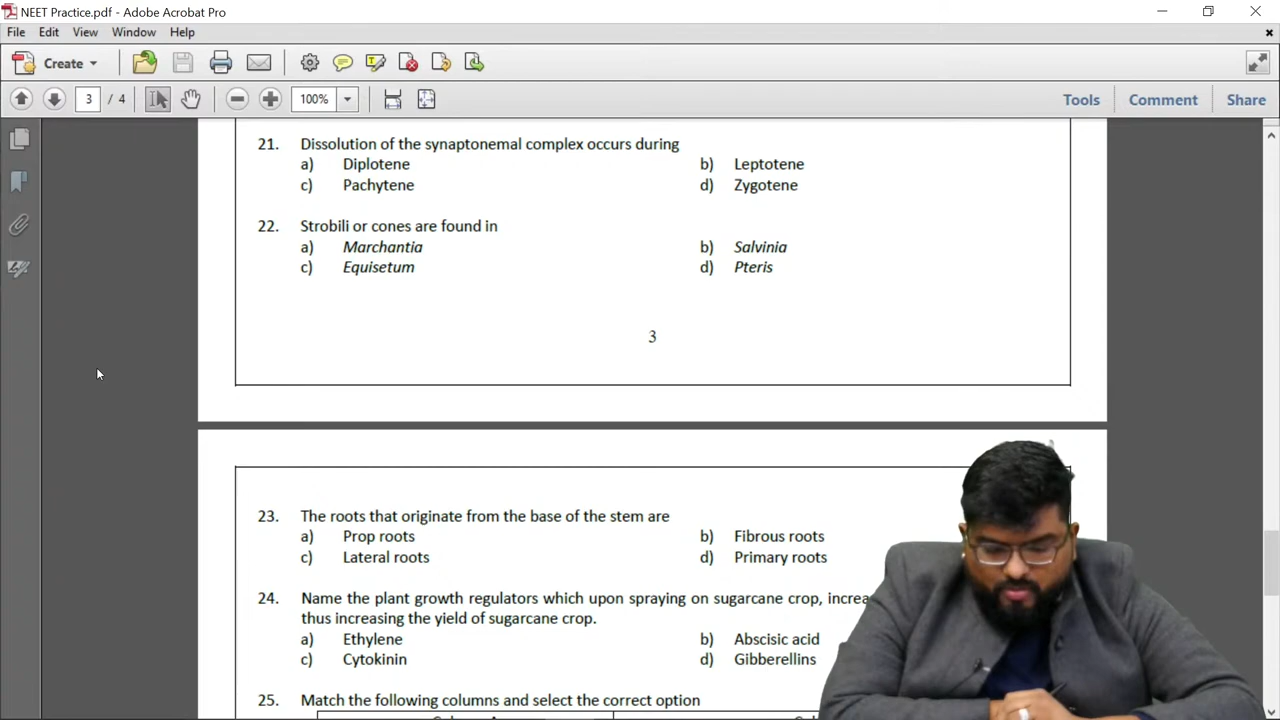 NEET Practice.pdf - Adobe Acrobat Pro
File Edit View Window Help
Create
3 / 4 100% Tools Comment Share
21. Dissolution of the synaptonemal complex occurs during
a) Diplotene b) Leptotene
c) Pachytene d) Zygotene
22. Strobili or cones are found in
a) Marchantia b) Salvinia
c) Equisetum d) Pteris
3
23. The roots that originate from the base of the stem are
a) Prop roots b) Fibrous roots
c) Lateral roots d) Primary roots
24. Name the plant growth regulators which upon spraying on sugarcane crop,
thus increasing the yield of sugarcane crop.
a) Ethylene b) Abscisic acid
c) Cytokinin d) Gibberellins
25. Match the following columns and select the correct option